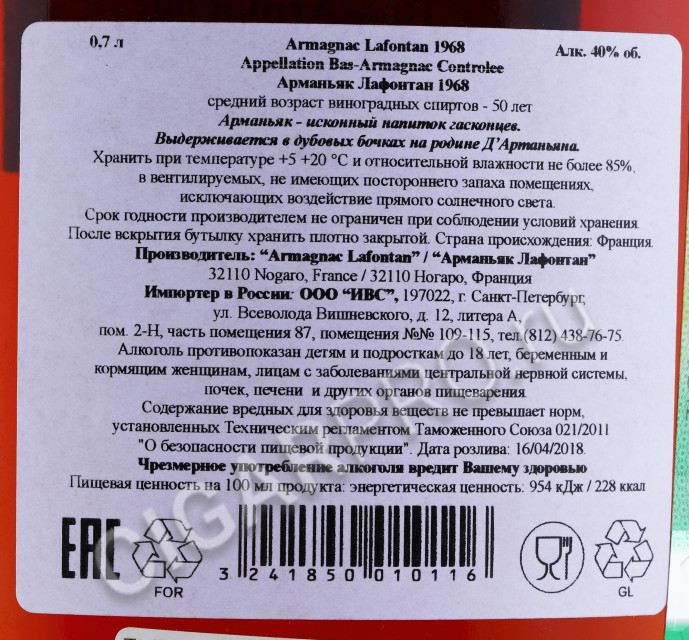 0,7 л
Armagnac Lafontan 1968
Алк. 40% об.
Appellation Bas-Armagnac Controlee
Арманьяк Лафонтан 1968
средний возраст виноградных спиртов - 50 лет
Арманьяк - исконный напиток гасконцев.
Выдерживается в дубовых бочках на родине Д’Артаньяна.
Хранить при температуре +5 +20 °C и относительной влажности не более 85%,
в вентилируемых, не имеющих постороннего запаха помещениях,
исключающих воздействие прямого солнечного света.
Срок годности производителем не ограничен при соблюдении условий хранения.
После вскрытия бутылку хранить плотно закрытой. Страна происхождения: Франция.
Производитель: “Armagnac Lafontan” / “Арманьяк Лафонтан”
32110 Nogaro, France / 32110 Ногаро, Франция
Импортер в России: ООО “ИВС”, 197022, г. Санкт-Петербург,
ул. Всеволода Вишневского, д. 12, литера А,
пом. 2-Н, часть помещения 87, помещения №№ 109-115, тел.(812) 438-76-75.
Алкоголь противопоказан детям и подросткам до 18 лет, беременным и
кормящим женщинам, лицам с заболеваниями центральной нервной системы,
почек, печени и других органов пищеварения.
Содержание вредных для здоровья веществ не превышает норм,
установленных Техническим регламентом Таможенного Союза 021/2011
"О безопасности пищевой продукции". Дата розлива: 16/04/2018.
Чрезмерное употребление алкоголя вредит Вашему здоровью
Пищевая ценность на 100 мл продукта: энергетическая ценность: 954 кДж / 228 ккал
EAC
FOR
3 241850 010116
GL
CIGARPRO.ru